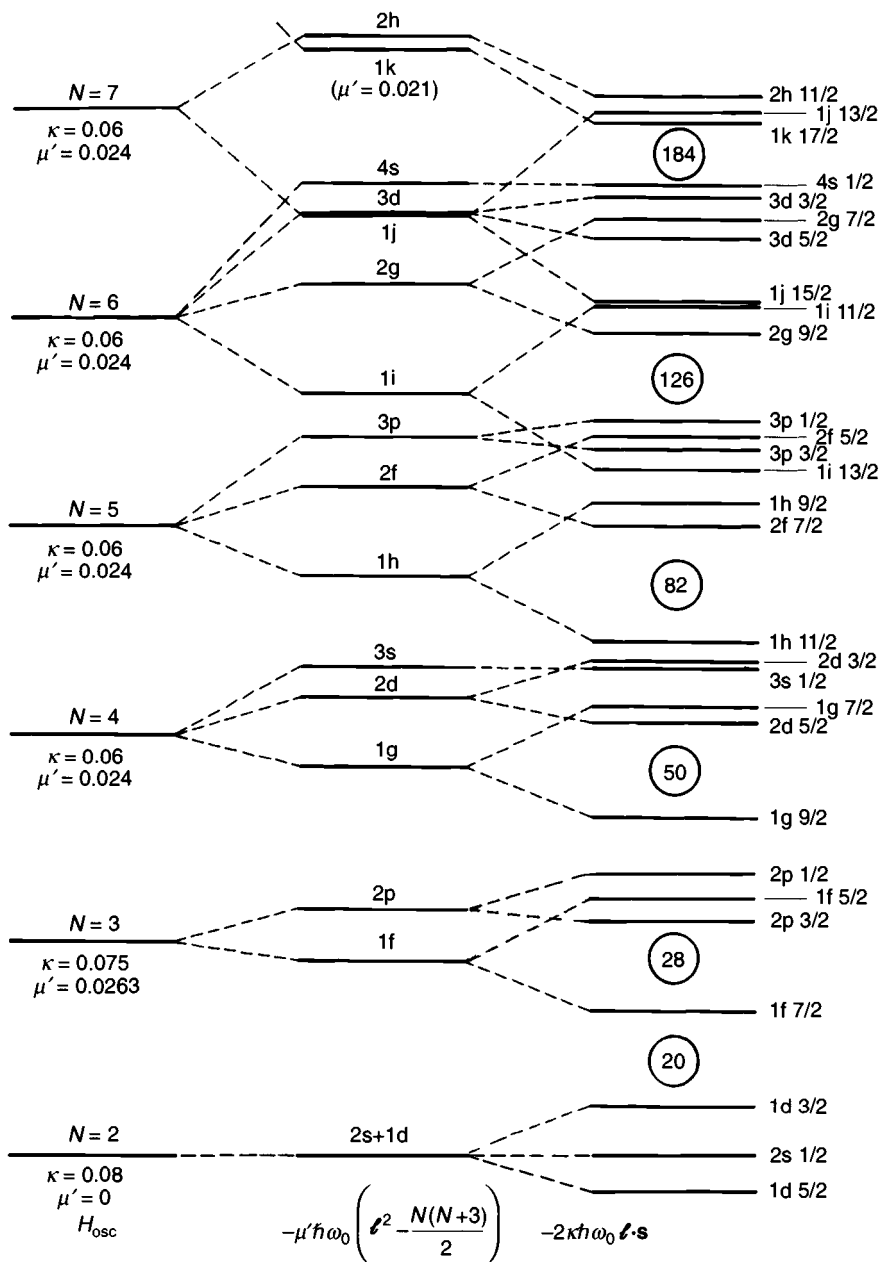 2h
1k
(μ′ = 0.021)
N = 7
κ = 0.06
μ′ = 0.024
2h 11/2
1j 13/2
1k 17/2
184
4s
3d
1j
2g
4s 1/2
3d 3/2
2g 7/2
3d 5/2
N = 6
κ = 0.06
μ′ = 0.024
1j 15/2
1i 11/2
2g 9/2
126
1i
3p
2f
3p 1/2
2f 5/2
3p 3/2
1i 13/2
N = 5
κ = 0.06
μ′ = 0.024
1h
1h 9/2
2f 7/2
82
1h 11/2
3s
2d
2d 3/2
3s 1/2
N = 4
κ = 0.06
μ′ = 0.024
1g
1g 7/2
2d 5/2
50
1g 9/2
2p
1f
2p 1/2
1f 5/2
2p 3/2
N = 3
κ = 0.075
μ′ = 0.0263
28
1f 7/2
20
1d 3/2
N = 2
2s+1d
2s 1/2
κ = 0.08
μ′ = 0
1d 5/2
H_osc
−μ′ħω₀ (ℓ² − N(N+3)/2)
−2κħω₀ ℓ·s